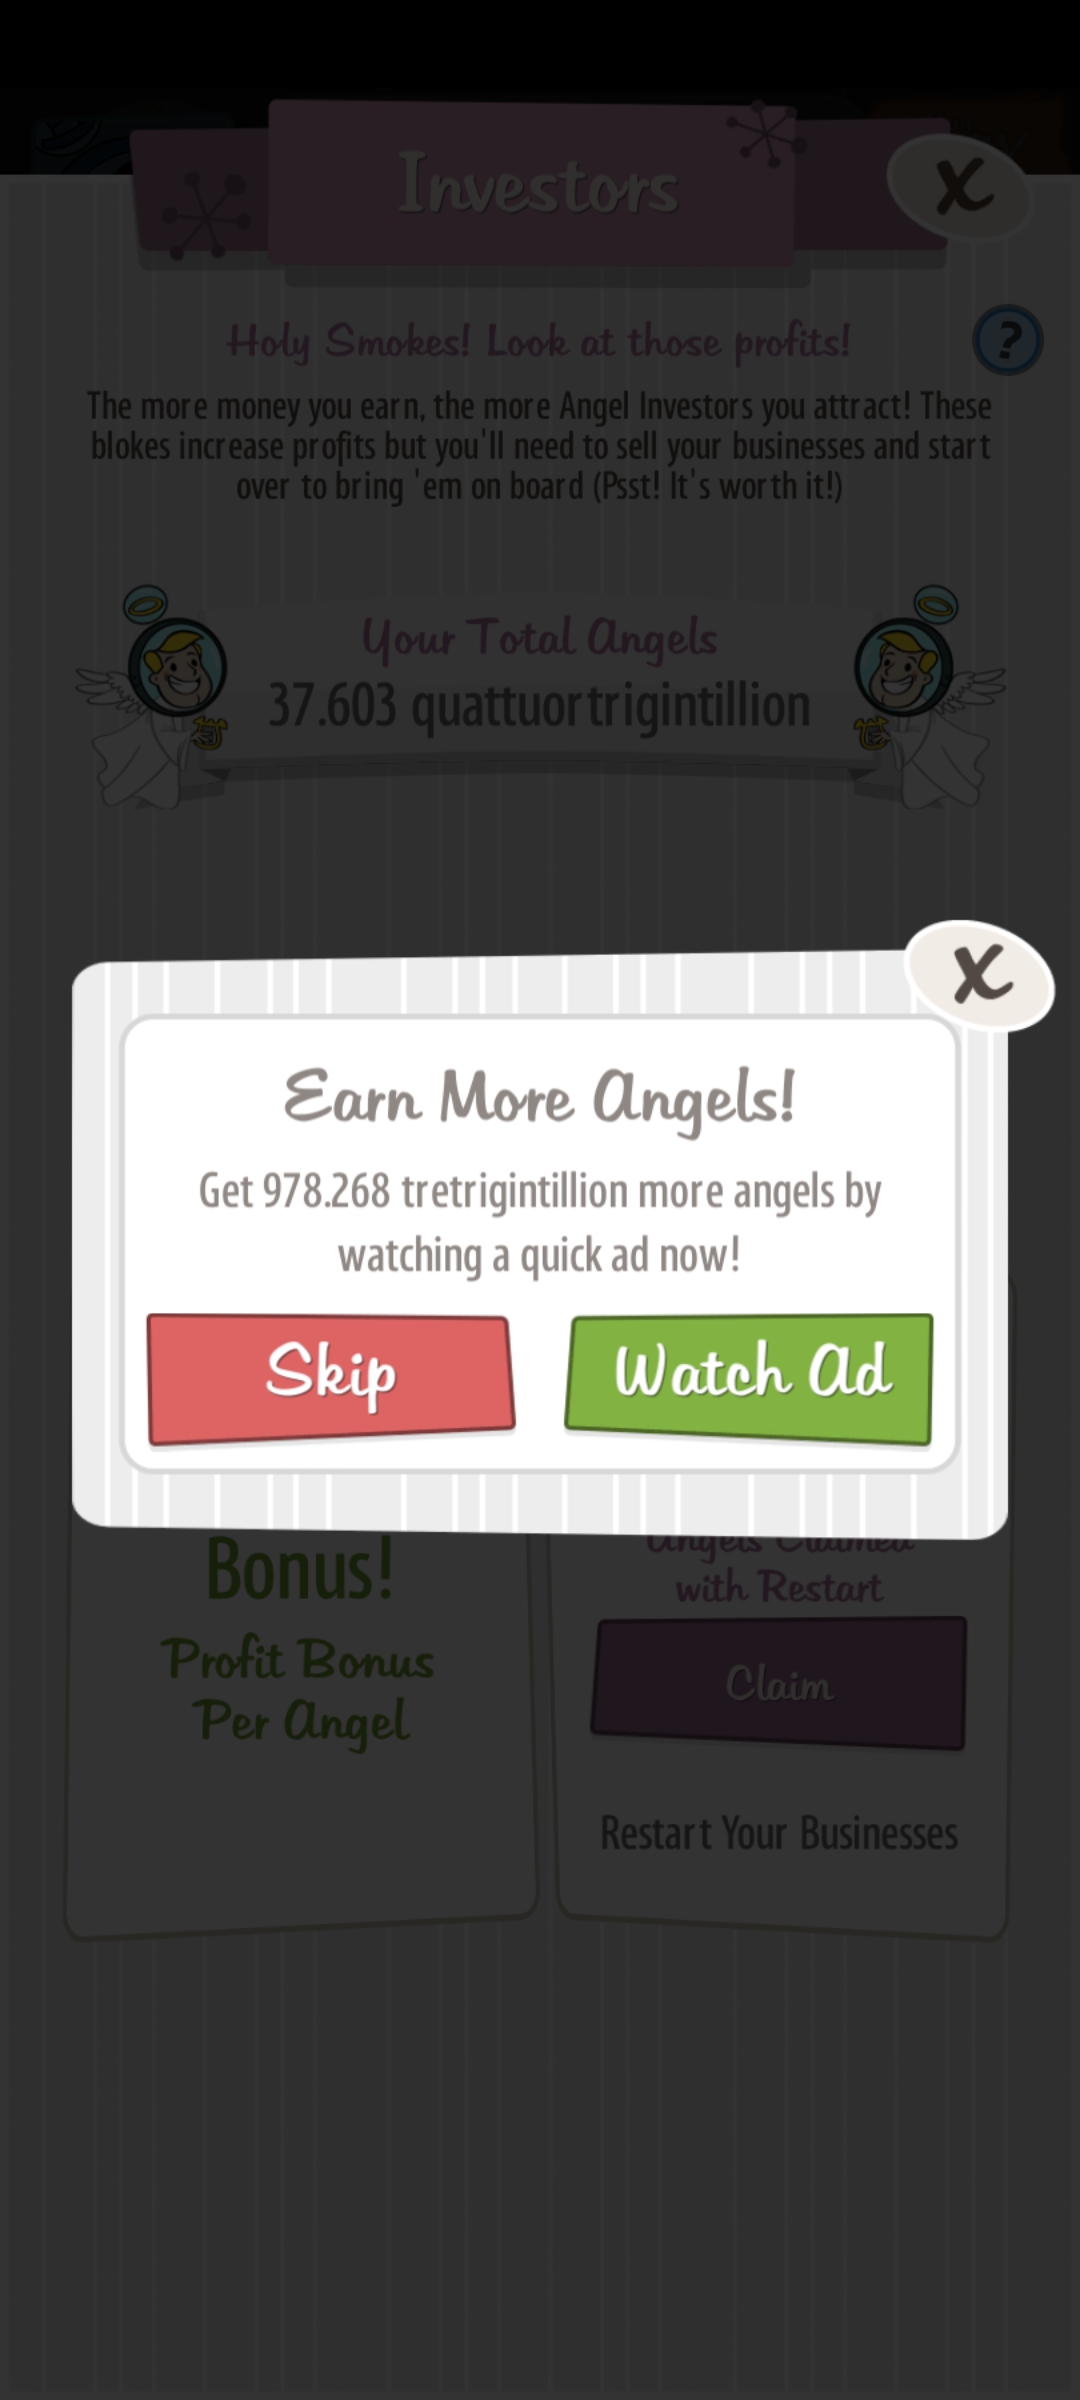 Investors
X
Holy Smokes! Look at those profits!
?
The more money you earn, the more Angel Investors you attract! These
blokes increase profits but you'll need to sell your businesses and start
over to bring 'em on board (Psst! It's worth it!)
Your Total Angels
37.603 quattuortrigintillion
X
Earn More Angels!
Get 978.268 tretrigintillion more angels by
watching a quick ad now!
Skip
Watch Ad
Bonus!
Profit Bonus
Per Angel
Angels Claimed
with Restart
Claim
Restart Your Businesses